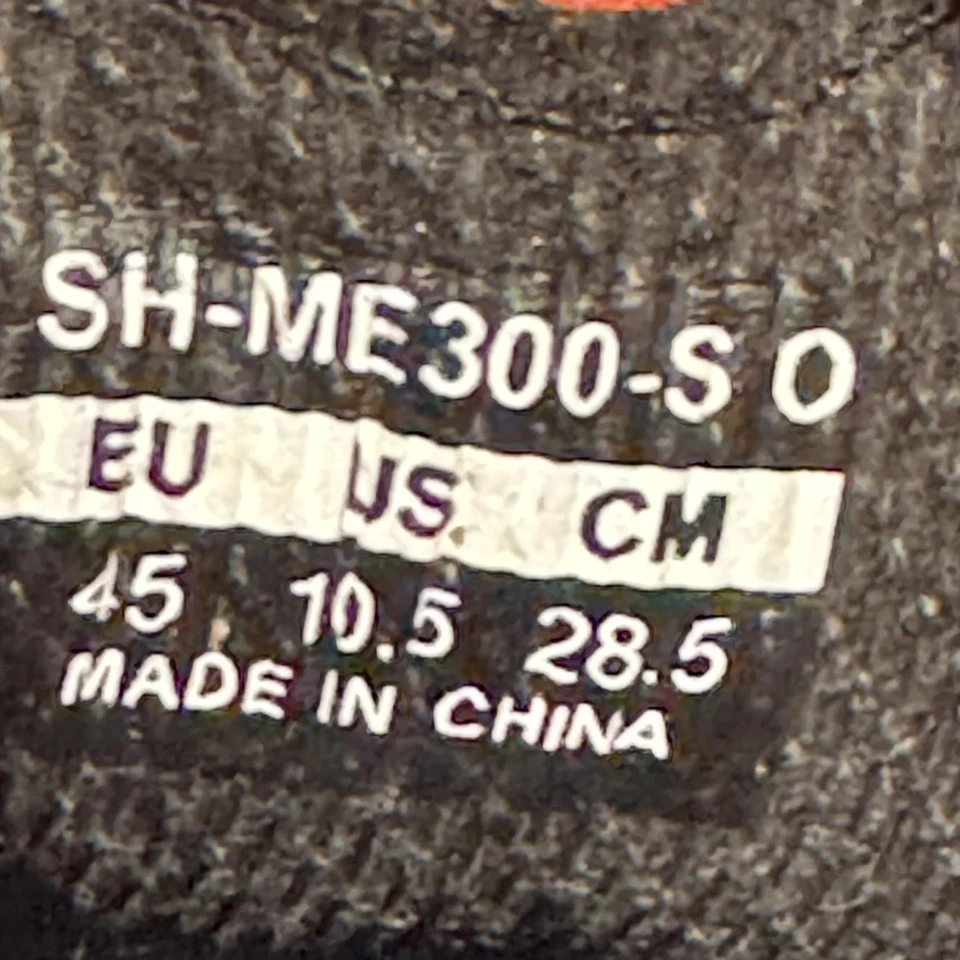 SH-ME300-S O
EU US CM
45 10.5 28.5
MADE IN CHINA